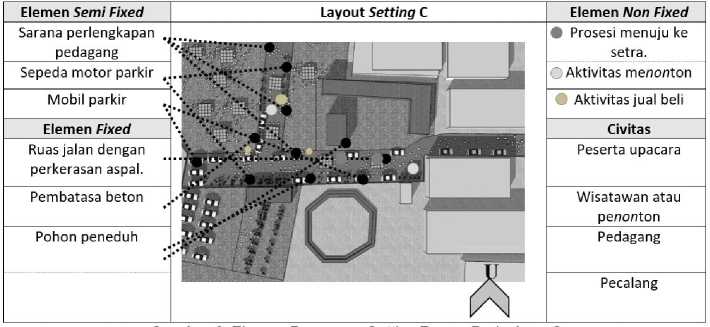 Elemen Semi Fixed
Layout Setting C
Elemen Non Fixed
Sarana perlengkapan
pedagang
Sepeda motor parkir
Mobil parkir
Elemen Fixed
Ruas jalan dengan
perkerasan aspal.
Pembatasa beton
Pohon peneduh
U
Prosesi menuju ke
setra.
Aktivitas menonton
Aktivitas jual beli
Civitas
Peserta upacara
Wisatawan atau
penonton
Pedagang
Pecalang